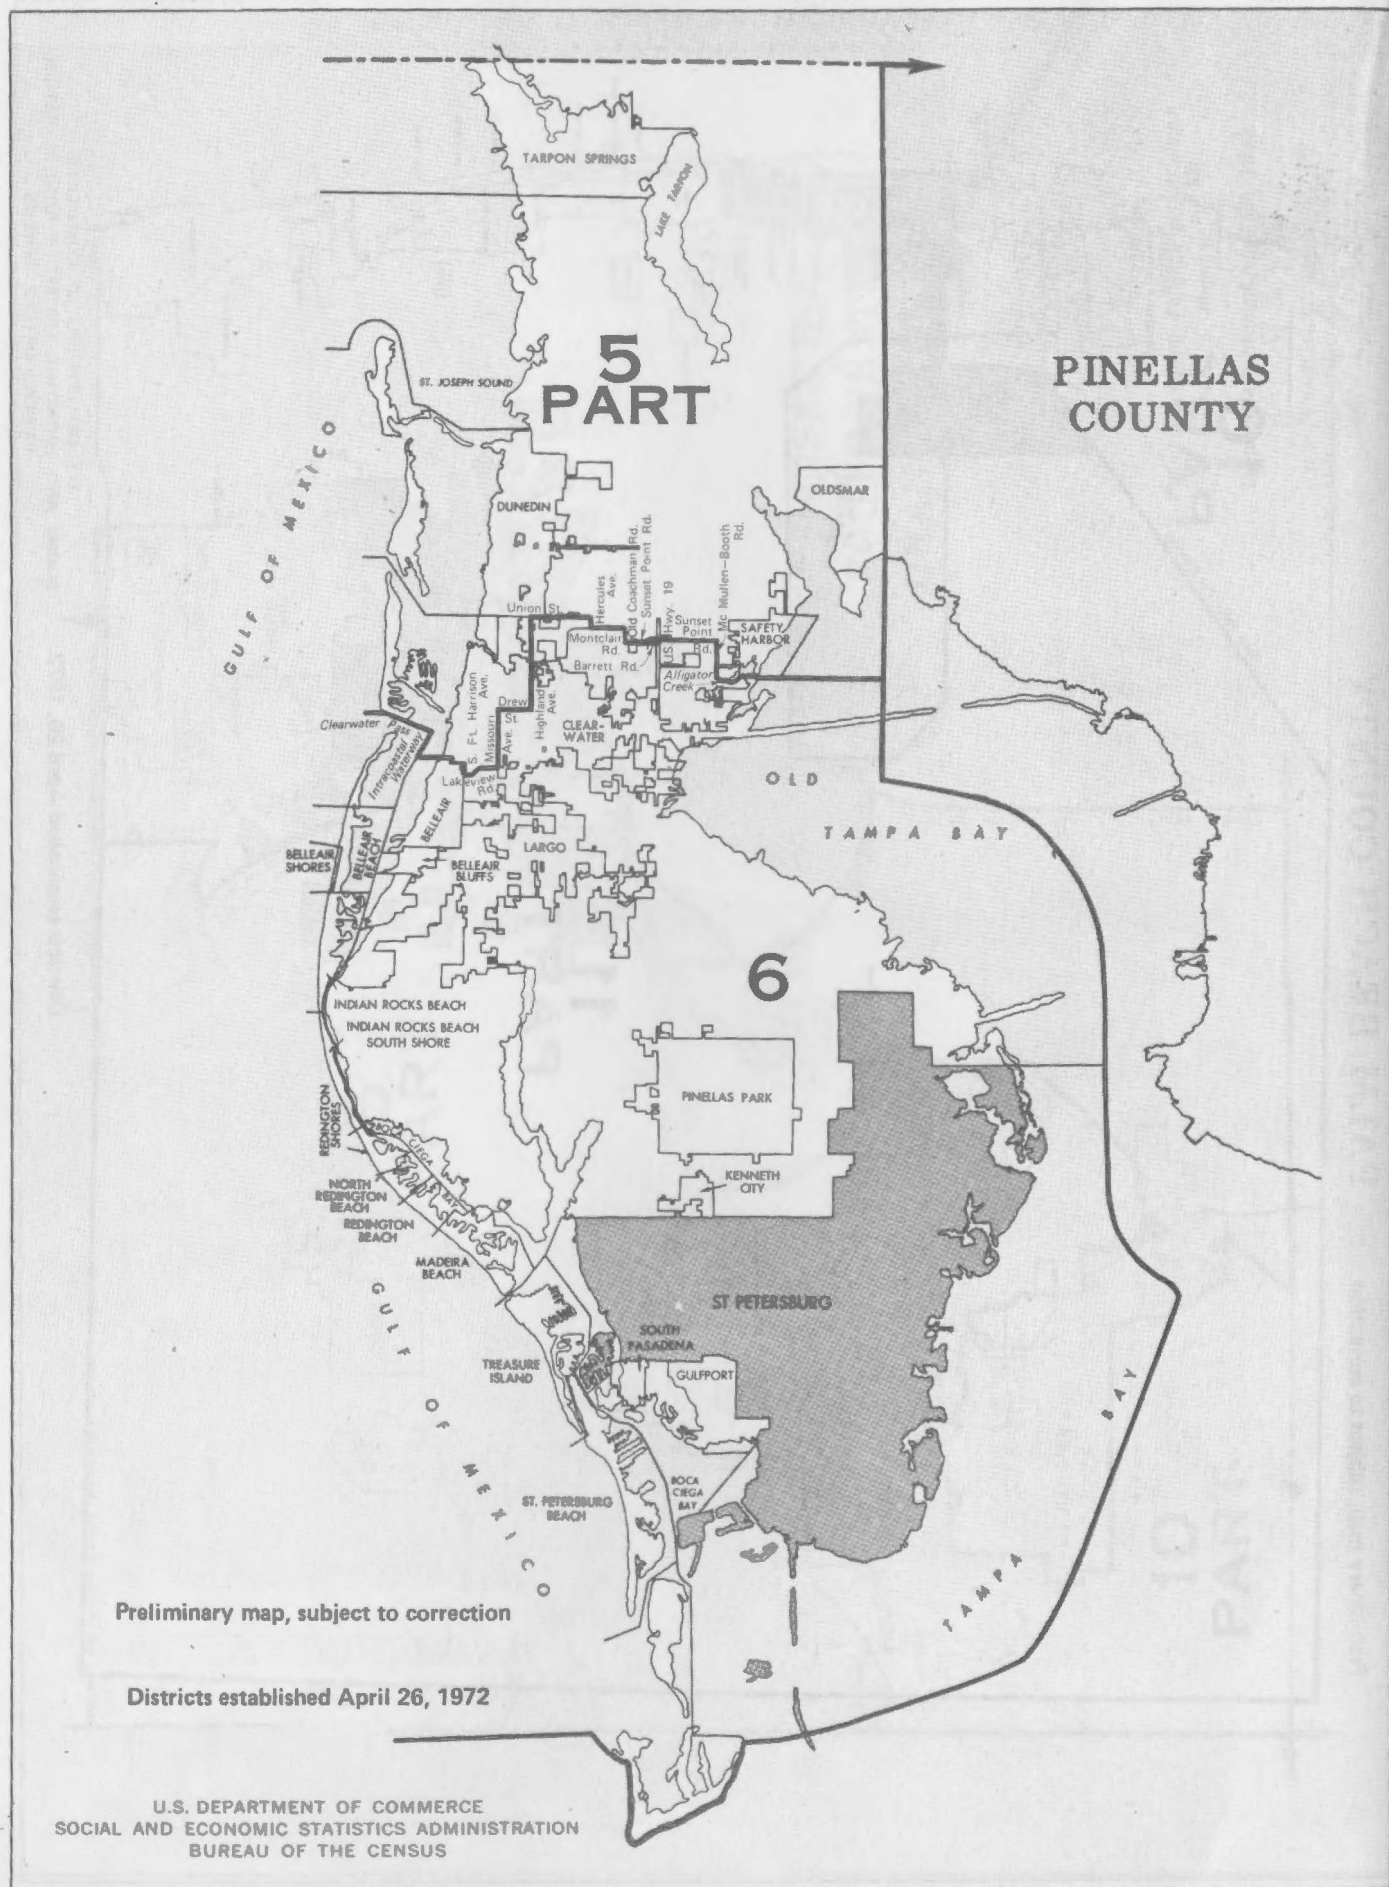 TARPON SPRINGS
LAKE TARPON
5
PART
ST. JOSEPH SOUND
PINELLAS
COUNTY
GULF OF MEXICO
OLDSMAR
DUNEDIN
Hercules
Ave.
Old Coachman Rd.
Sunset Point Rd.
US Hwy. 19
Mc Mullen-Booth
Rd.
Union St.
Montclair
Rd.
Barrett Rd.
Sunset
Point
Rd.
SAFETY
HARBOR
Alligator
Creek
S. Ft. Harrison
Ave.
Missouri
Ave.
Drew
St.
Highland
Ave.
CLEAR-
WATER
Clearwater Pass
Intracoastal
Waterway
Lakeview
Rd.
OLD
TAMPA BAY
BELLEAIR
BELLEAIR
SHORES
BELLEAIR
BEACH
BELLEAIR
BLUFFS
LARGO
6
INDIAN ROCKS BEACH
INDIAN ROCKS BEACH
SOUTH SHORE
PINELLAS PARK
REDINGTON
SHORES
BOCA CIEGA BAY
KENNETH
CITY
NORTH
REDINGTON
BEACH
REDINGTON
BEACH
MADEIRA
BEACH
GULF OF MEXICO
ST PETERSBURG
SOUTH
PASADENA
TREASURE
ISLAND
GULFPORT
BOCA
CIEGA
BAY
ST. PETERSBURG
BEACH
TAMPA BAY
Preliminary map, subject to correction
Districts established April 26, 1972
U.S. DEPARTMENT OF COMMERCE
SOCIAL AND ECONOMIC STATISTICS ADMINISTRATION
BUREAU OF THE CENSUS